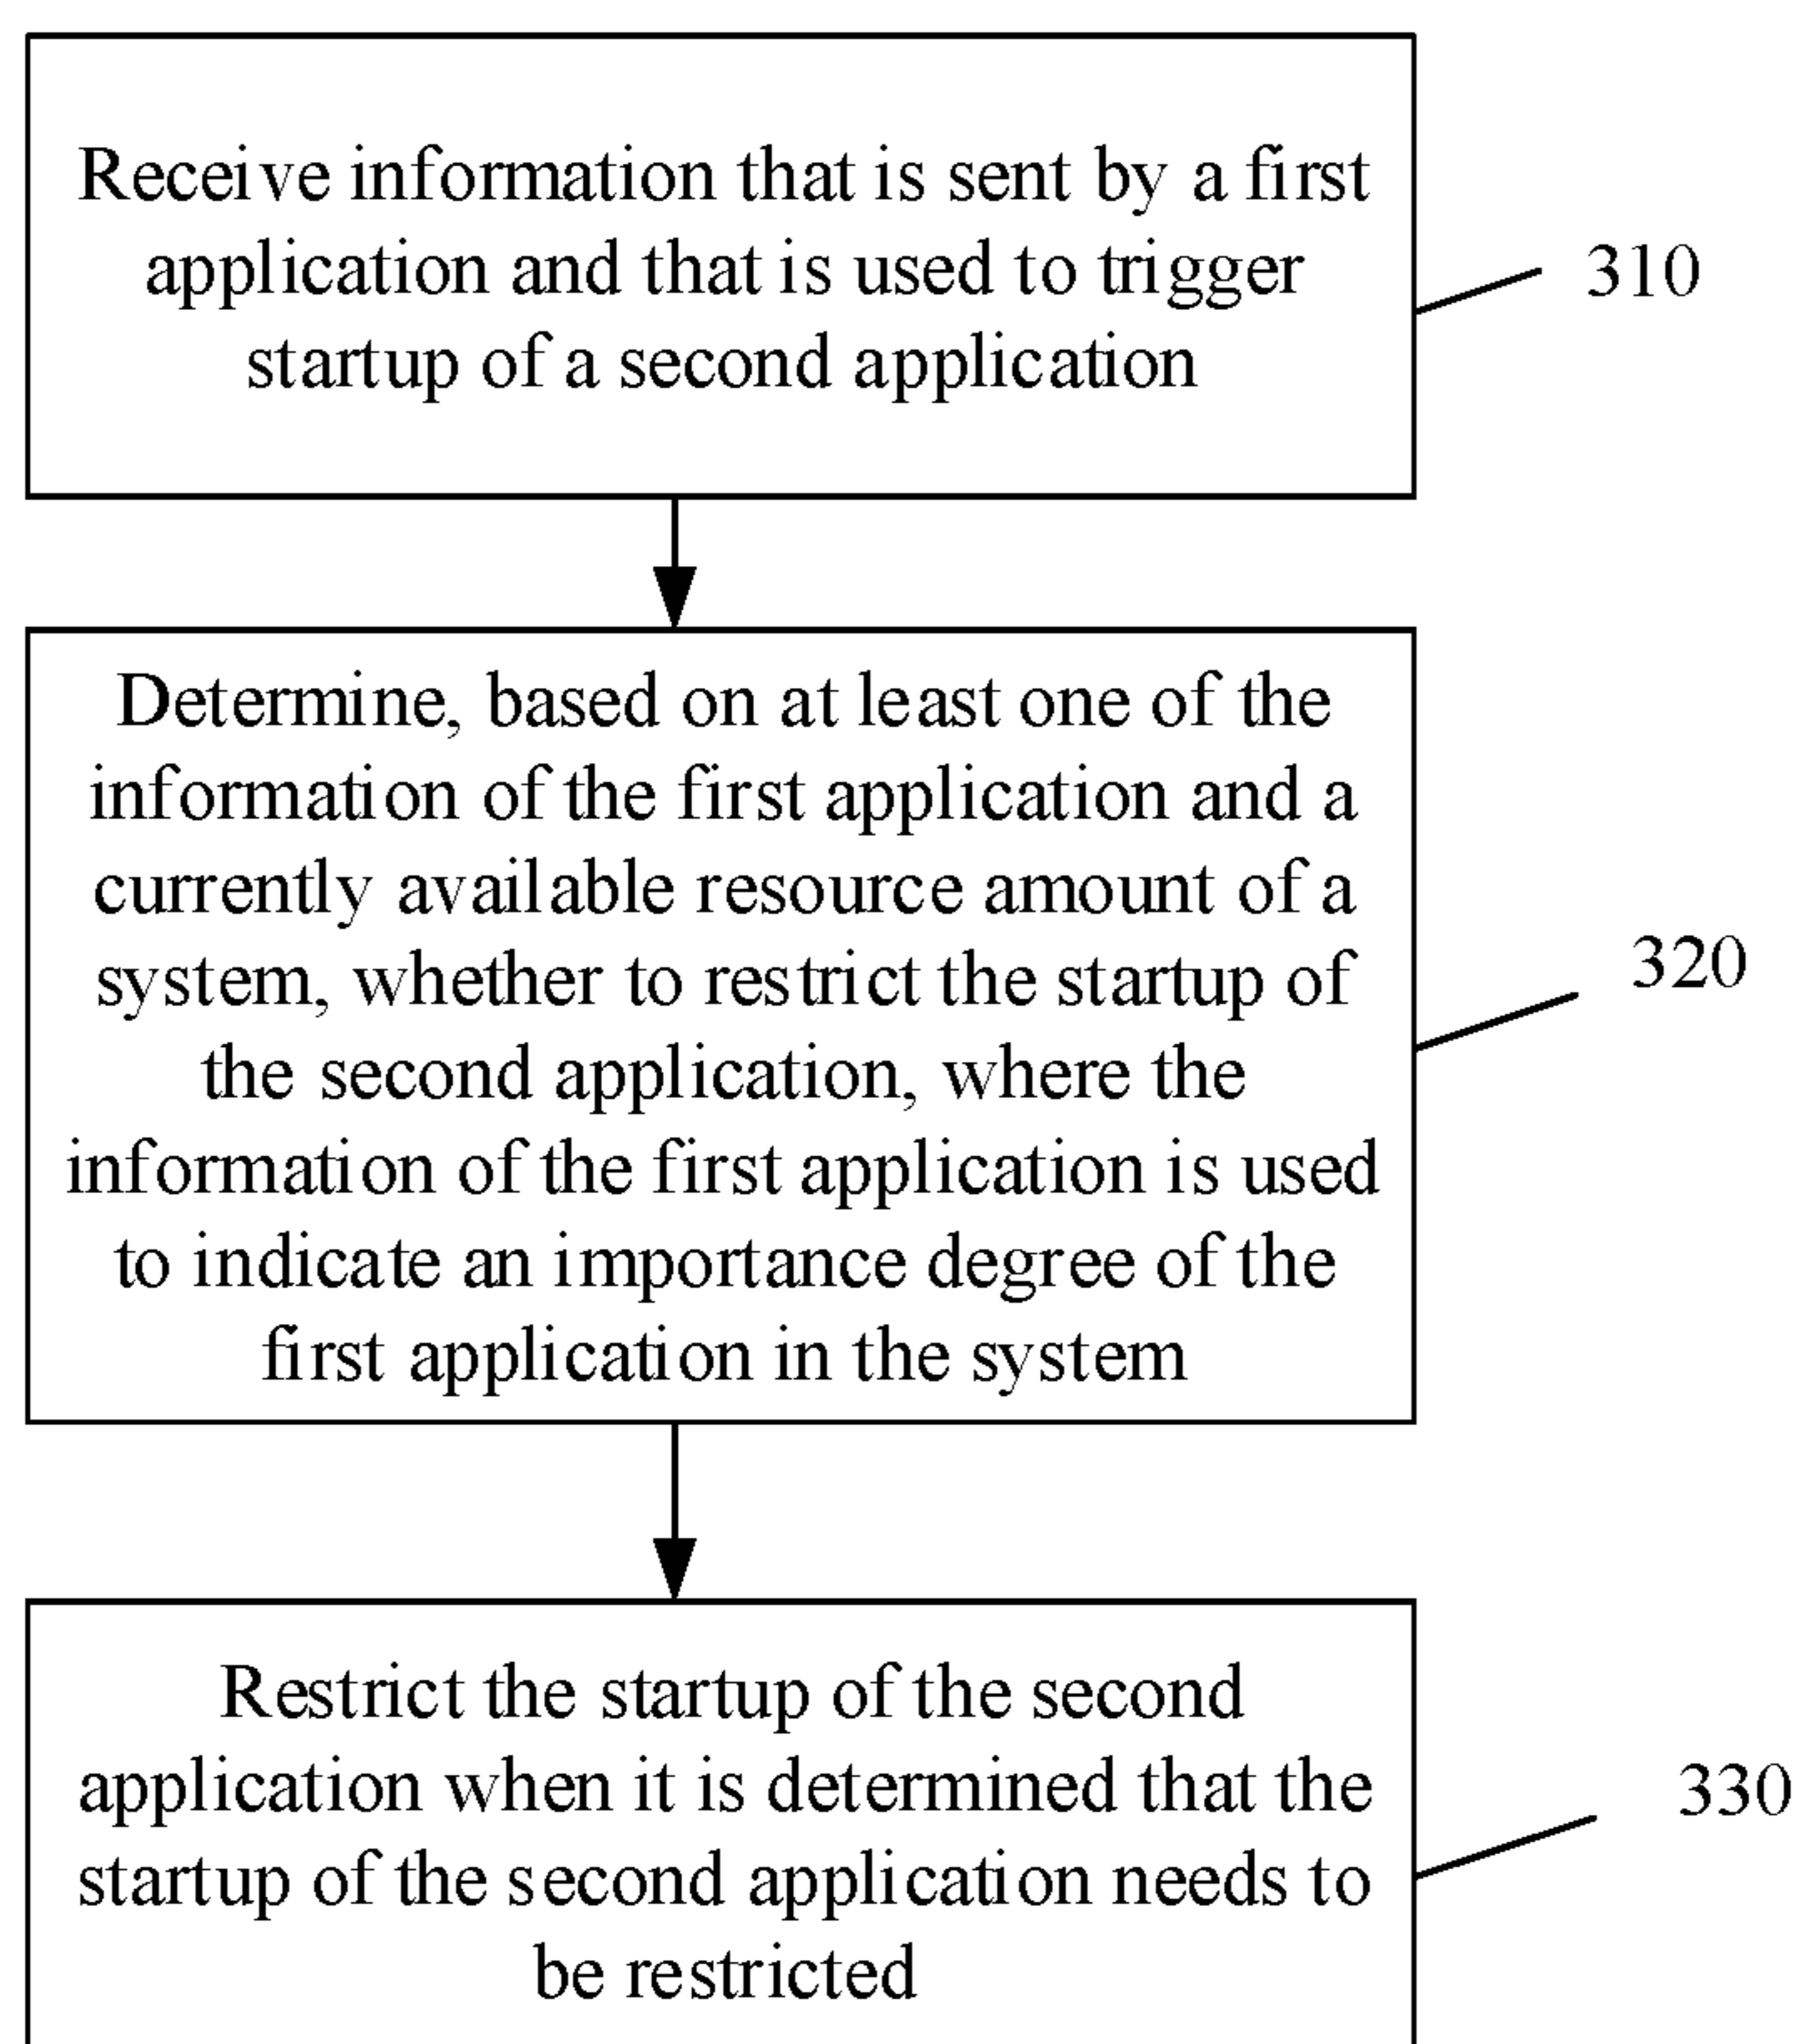 Receive information that is sent by a first
application and that is used to trigger
startup of a second application
310
Determine, based on at least one of the
information of the first application and a
currently available resource amount of a
system, whether to restrict the startup of
the second application, where the
information of the first application is used
to indicate an importance degree of the
first application in the system
320
Restrict the startup of the second
application when it is determined that the
startup of the second application needs to
be restricted
330